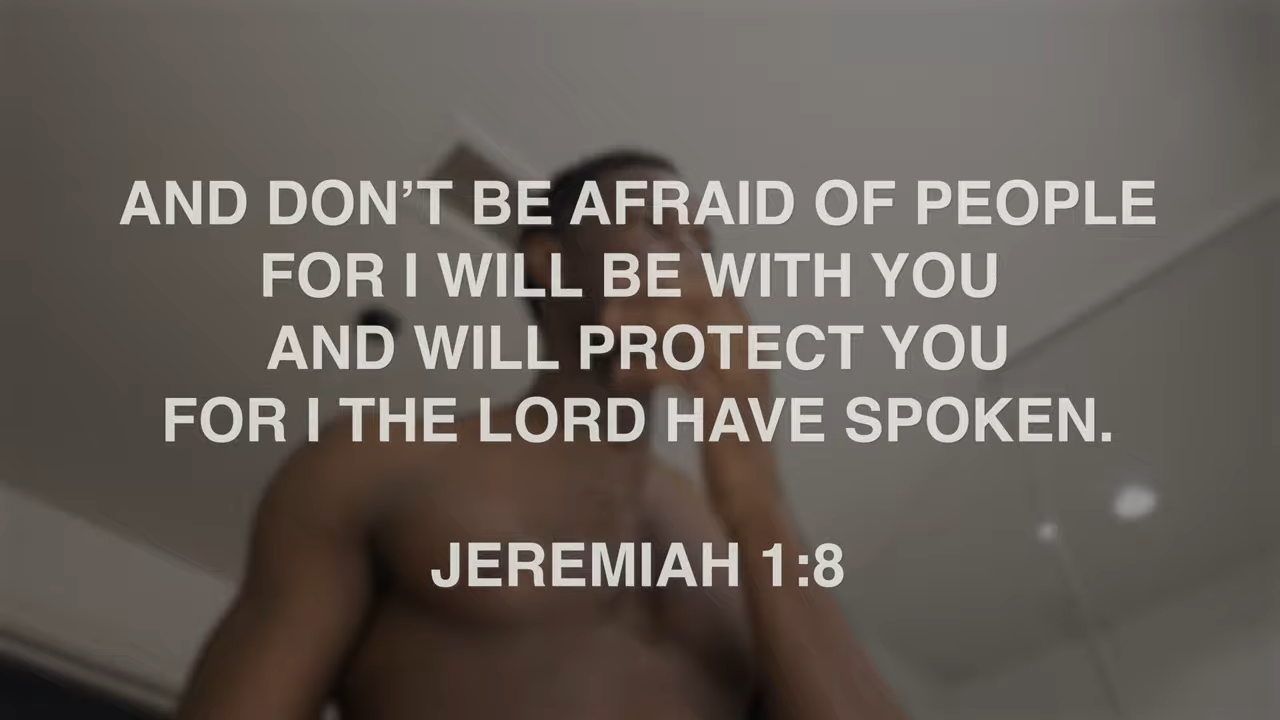 AND DON’T BE AFRAID OF PEOPLE
FOR I WILL BE WITH YOU
AND WILL PROTECT YOU
FOR I THE LORD HAVE SPOKEN.
JEREMIAH 1:8